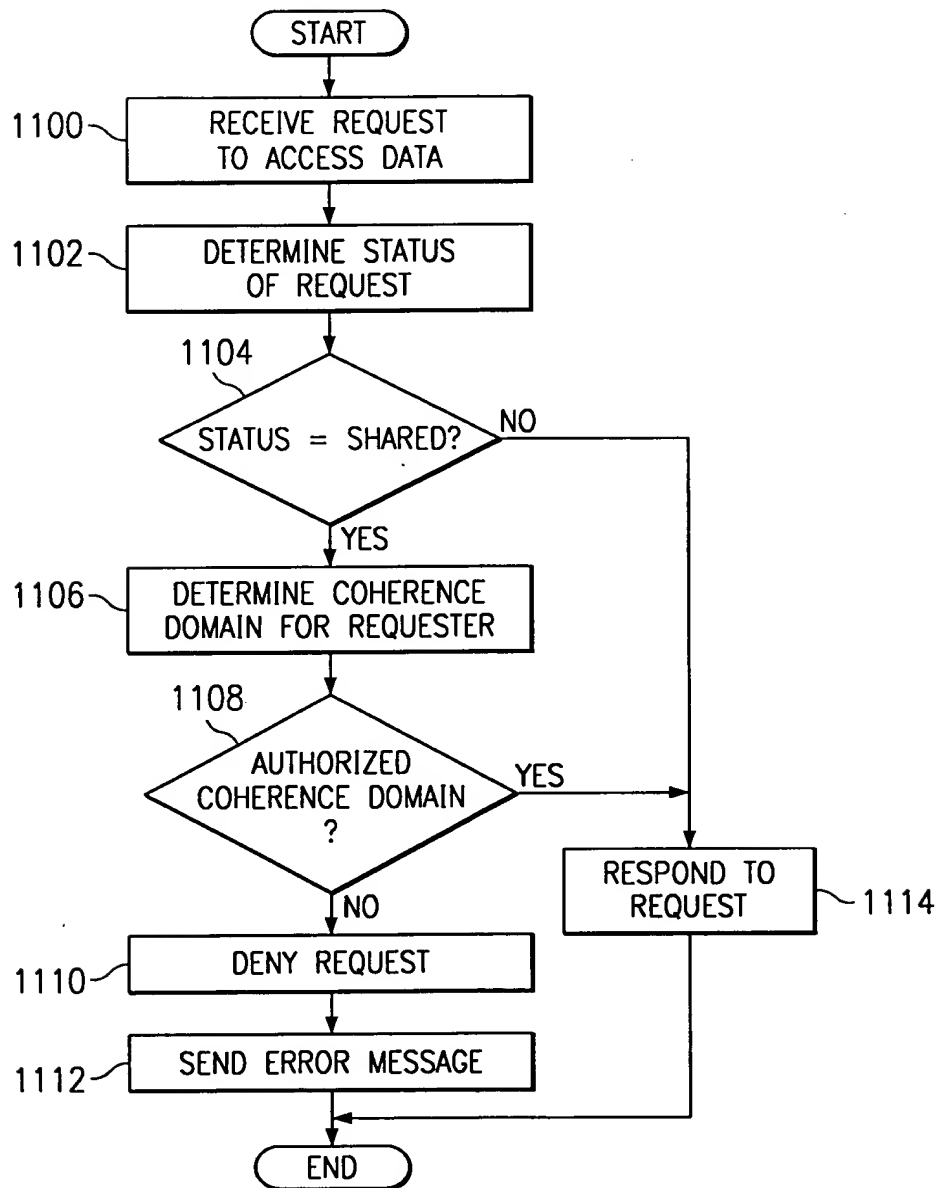 START
1100
RECEIVE REQUEST
TO ACCESS DATA
1102
DETERMINE STATUS
OF REQUEST
1104
STATUS = SHARED?
NO
YES
1106
DETERMINE COHERENCE
DOMAIN FOR REQUESTER
1108
AUTHORIZED
COHERENCE DOMAIN
?
YES
NO
RESPOND TO
REQUEST
1114
1110
DENY REQUEST
1112
SEND ERROR MESSAGE
END